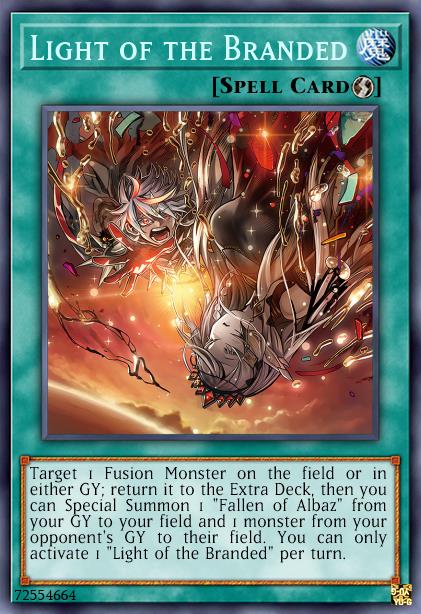 LIGHT OF THE BRANDED
魔
[SPELL CARD]
Target 1 Fusion Monster on the field or in
either GY; return it to the Extra Deck, then you
can Special Summon 1 "Fallen of Albaz" from
your GY to your field and 1 monster from your
opponent's GY to their field. You can only
activate 1 "Light of the Branded" per turn.
72554664